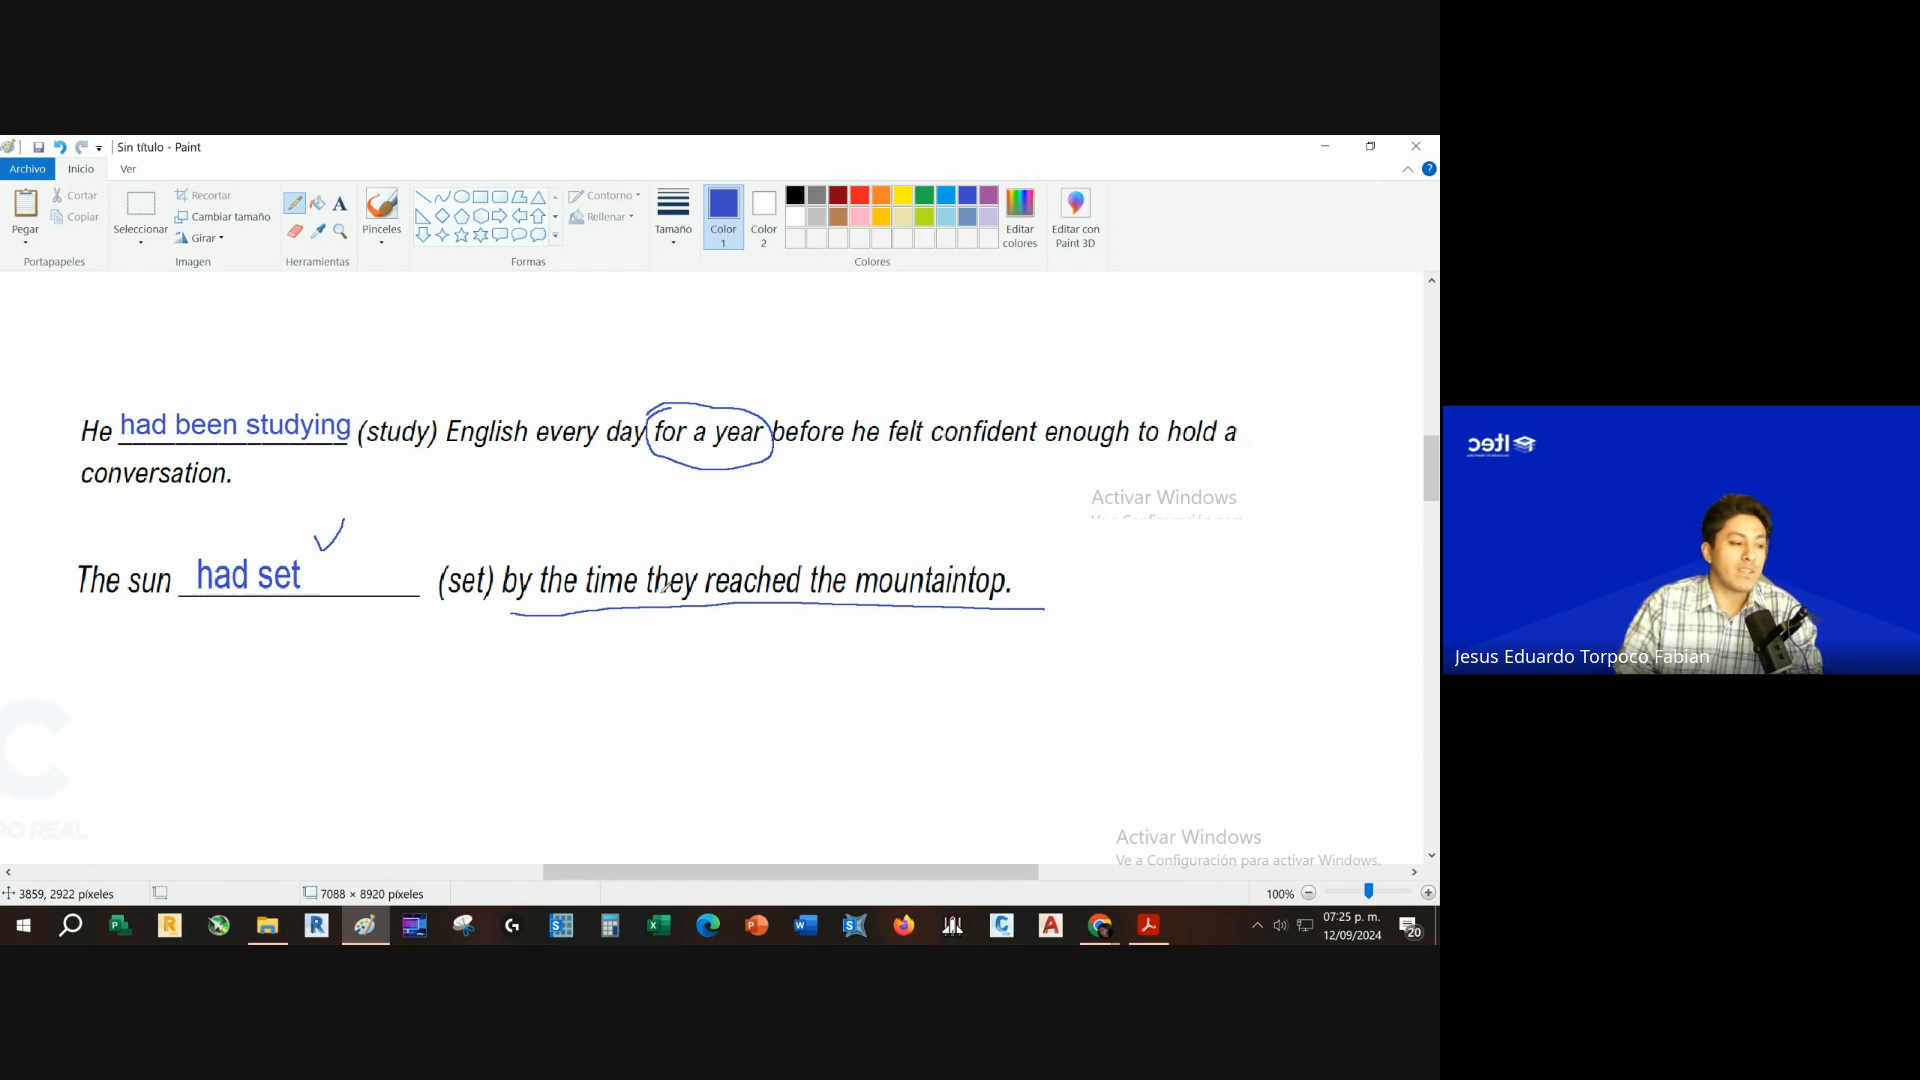 Sin título - Paint
Archivo Inicio Ver
Pegar
Cortar
Copiar
Portapapeles
Seleccionar
Recortar
Cambiar tamaño
Girar
Imagen
A
Herramientas
Pinceles
Contorno
Rellenar
Formas
Tamaño
Color 1
Color 2
Editar colores
Editar con Paint 3D
Colores
He had been studying (study) English every day for a year before he felt confident enough to hold a
conversation.
Activar Windows
The sun had set (set) by the time they reached the mountaintop.
C
PO REAL
Activar Windows
Ve a Configuración para activar Windows.
3859, 2922 píxeles
7088 × 8920 píxeles
100%
07:25 p. m.
12/09/2024
20
Jesus Eduardo Torpoco Fabian